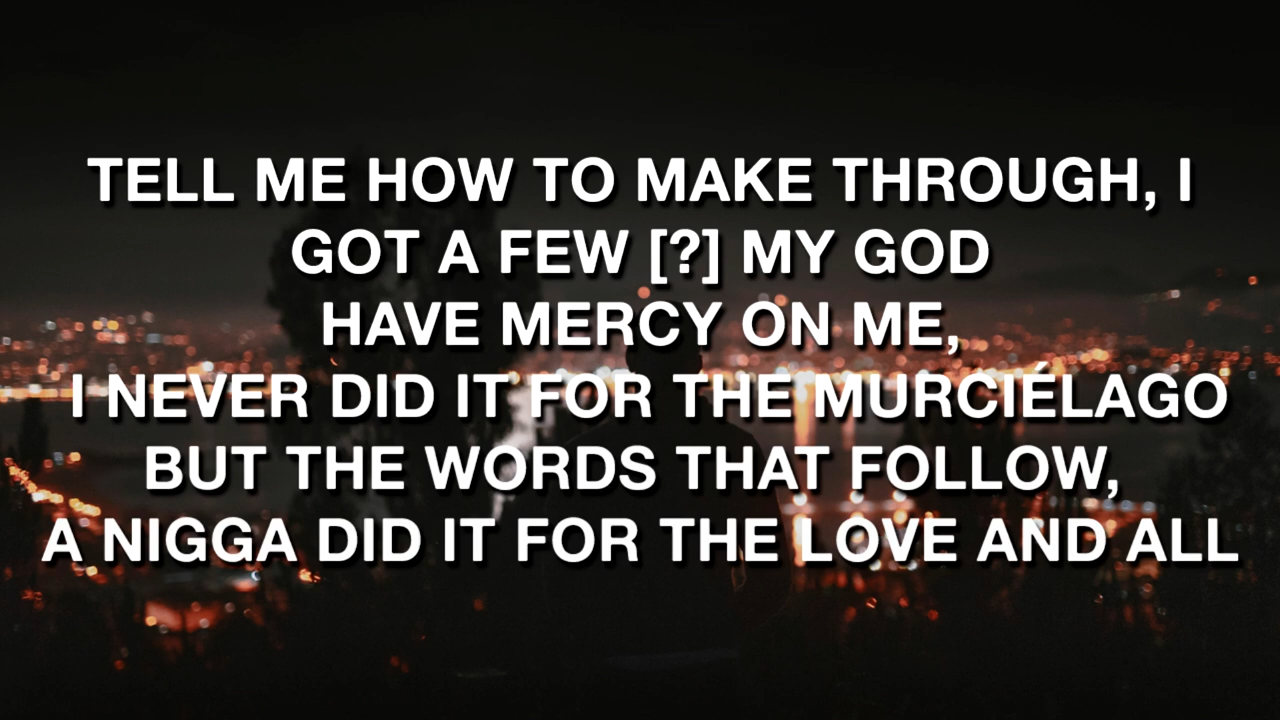 TELL ME HOW TO MAKE THROUGH, I
GOT A FEW [?] MY GOD
HAVE MERCY ON ME,
I NEVER DID IT FOR THE MURCIÉLAGO
BUT THE WORDS THAT FOLLOW,
A NIGGA DID IT FOR THE LOVE AND ALL